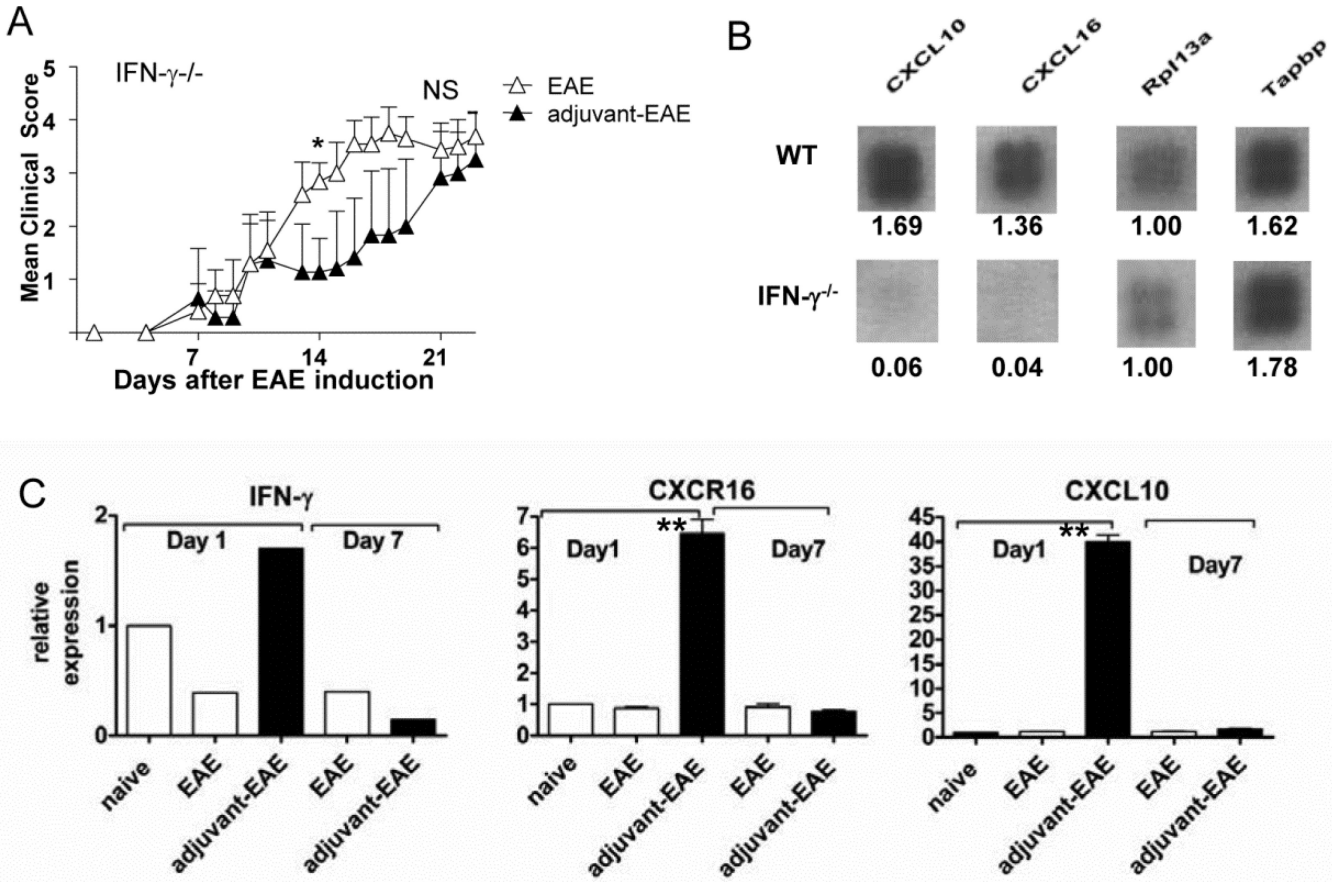 A
IFN-γ-/-
NS
EAE
adjuvant-EAE
*
Mean Clinical Score
5
4
3
2
1
7
14
21
Days after EAE induction
B
CXCL10
CXCL16
Rpl13a
Tapbp
WT
1.69
1.36
1.00
1.62
IFN-γ-/-
0.06
0.04
1.00
1.78
C
IFN-γ
relative
expression
2
1
0
Day 1
Day 7
naive
EAE
adjuvant-EAE
EAE
adjuvant-EAE
CXCR16
7
6
5
4
3
2
1
0
Day1
**
Day7
naive
EAE
adjuvant-EAE
EAE
adjuvant-EAE
CXCL10
45
40
35
30
25
20
15
10
5
0
Day1
**
Day7
naive
EAE
adjuvant-EAE
EAE
adjuvant-EAE